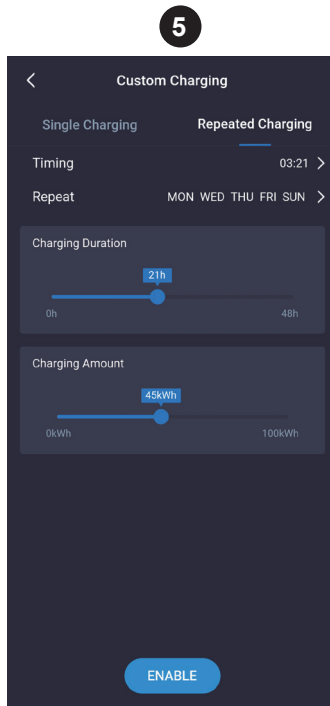 5
Custom Charging
Single Charging Repeated Charging
Timing 03:21
Repeat MON WED THU FRI SUN
Charging Duration
21h
0h 48h
Charging Amount
45kWh
0kWh 100kWh
ENABLE